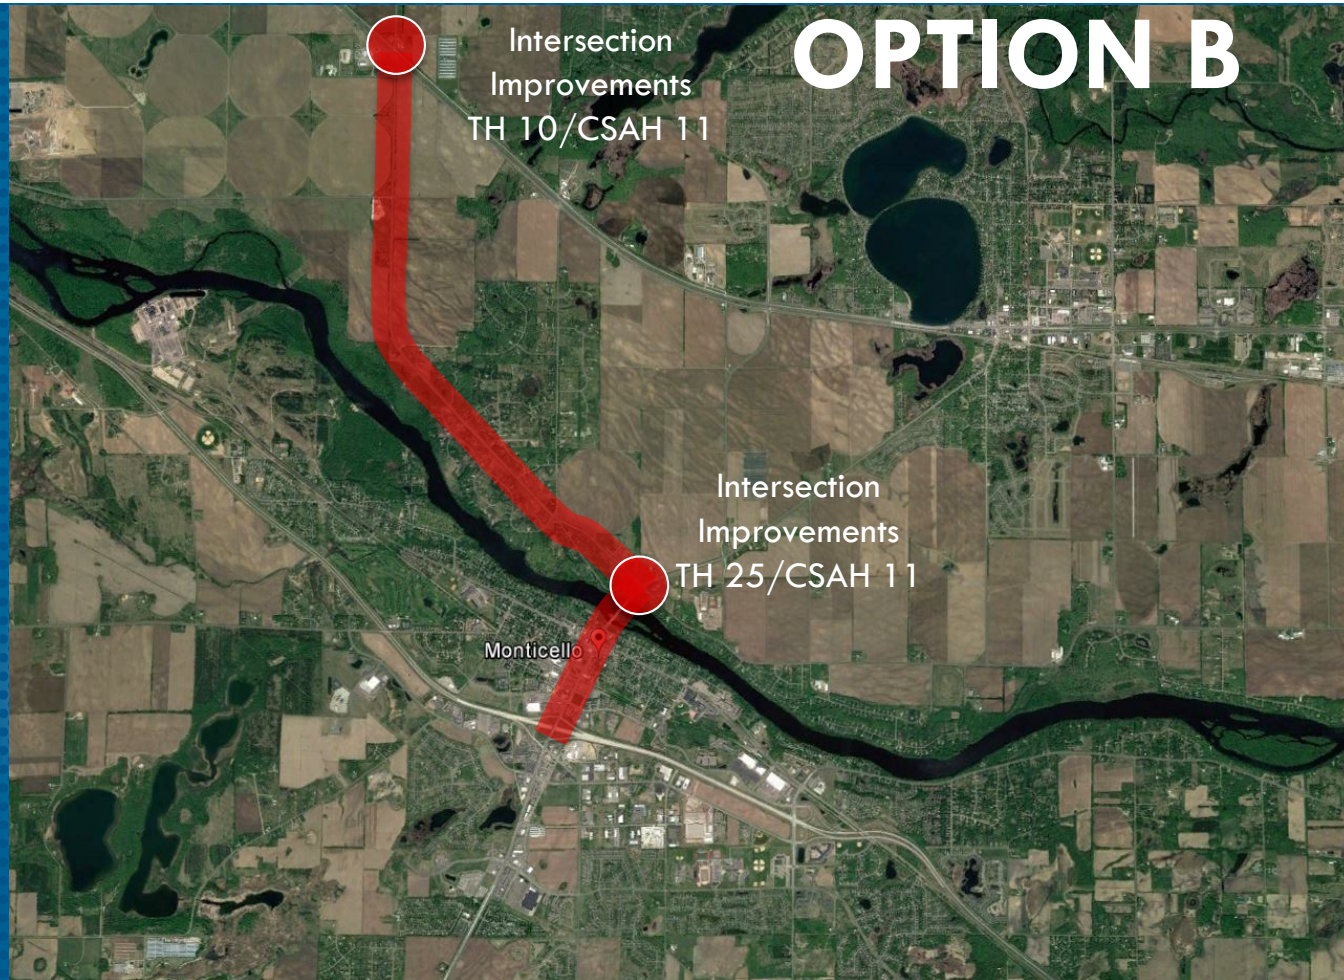 OPTION B
Intersection
Improvements
TH 10/CSAH 11
Intersection
Improvements
TH 25/CSAH 11
Monticello